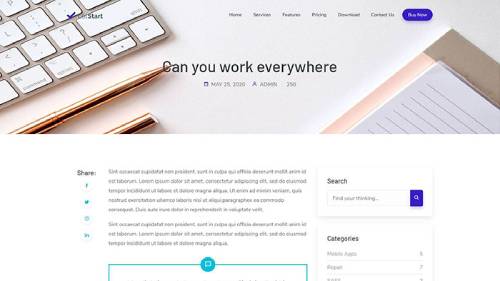 Start
Home Services Features Pricing Download Contact Us Buy Now
Can you work everywhere
MAY 25, 2020 ADMIN 250
Share:
Sint occaecat cupidatat non proident, sunt in culpa qui officia deserunt mollit anim id
est laborum. Lorem ipsum dolor sit amet, consectetur adipisicing elit, sed do eiusmod
tempor incididunt ut labore et dolore magna aliqua. Ut enim ad minim veniam, quis
nostrud exercitation ullamco laboris nisi ut aliquip ex ea commodo
consequat. Duis aute irure dolor in reprehenderit in voluptate velit.
Sint occaecat cupidatat non proident, sunt in culpa qui officia deserunt mollit anim id
est laborum. Lorem ipsum dolor sit amet, consectetur adipisicing elit, sed do eiusmod
tempor incididunt ut labore et dolore magna aliqua.
Search
Find your thinking...
Categories
Mobile Apps 5
Repair 7